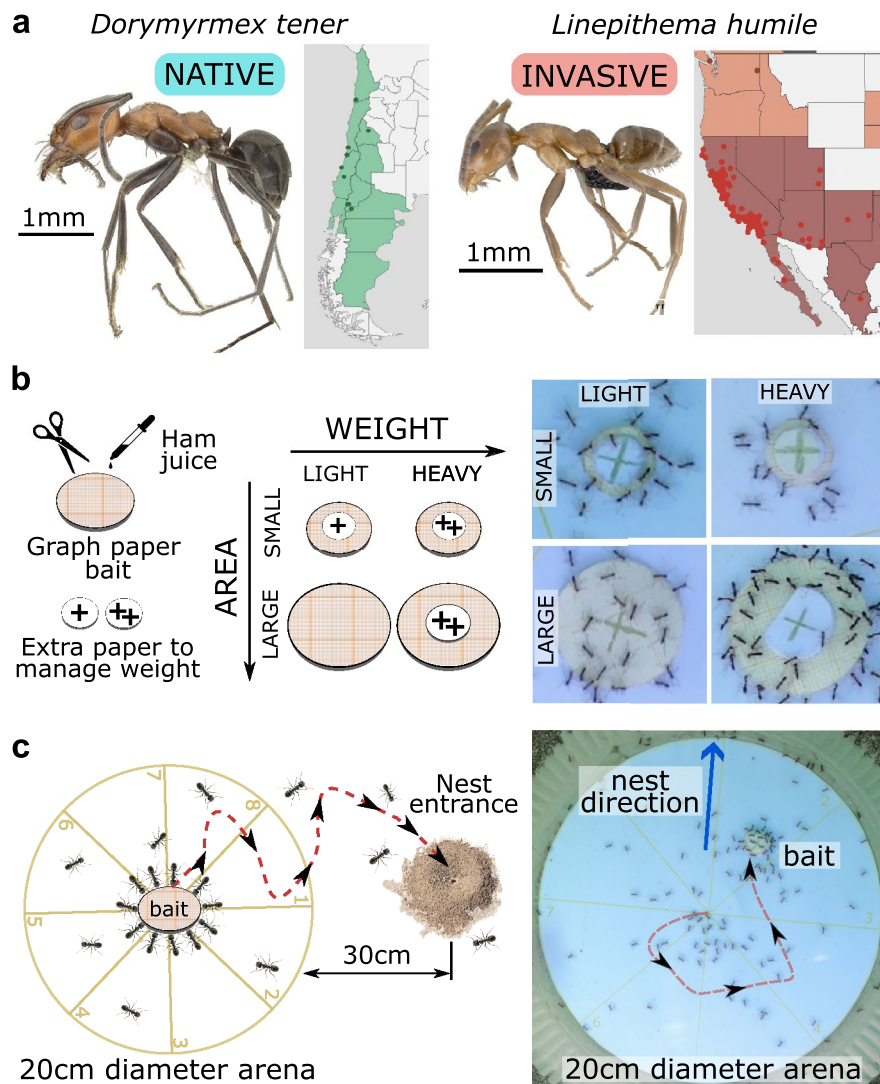 a
Dorymyrmex tener
Linepithema humile
NATIVE
INVASIVE
1mm
1mm
b
Ham
juice
Graph paper
bait
Extra paper to
manage weight
WEIGHT
LIGHT
HEAVY
AREA
SMALL
LARGE
LIGHT
HEAVY
SMALL
LARGE
c
7
8
6
1
5
2
4
3
bait
Nest
entrance
30cm
20cm diameter arena
nest
direction
bait
2
3
7
6
4
20cm diameter arena